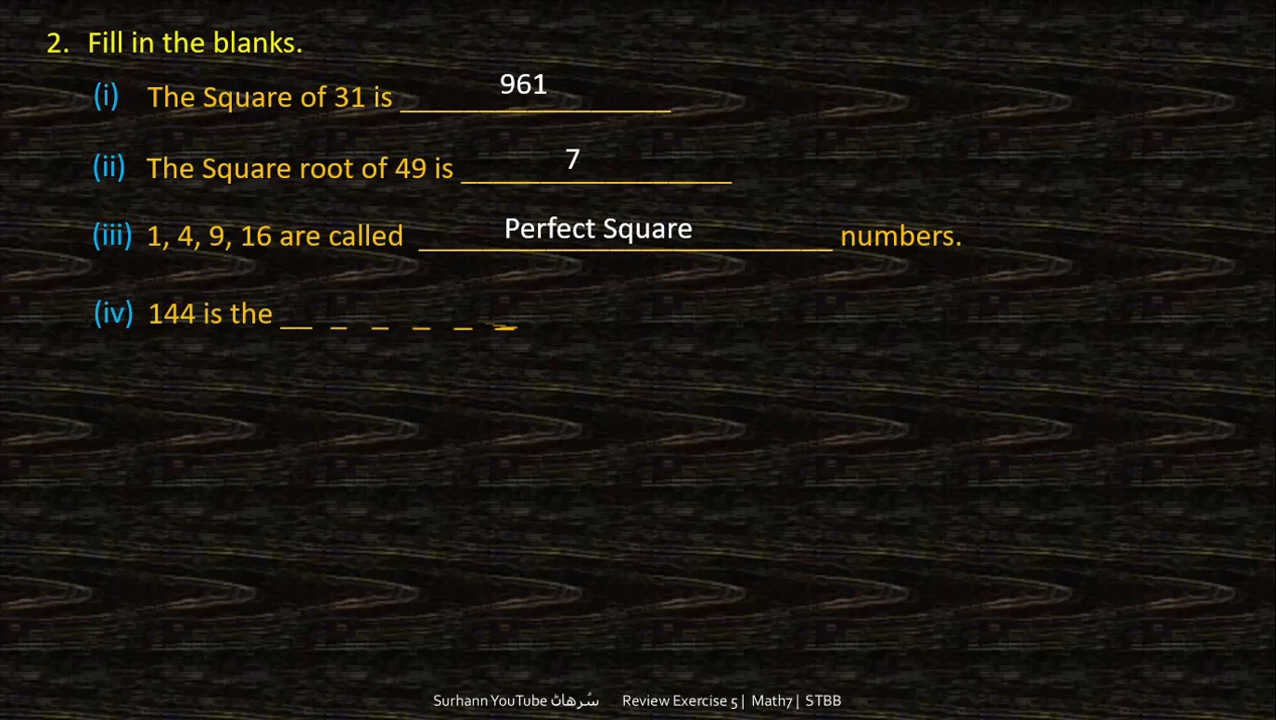 2. Fill in the blanks.
(i) The Square of 31 is 961
(ii) The Square root of 49 is 7
(iii) 1, 4, 9, 16 are called Perfect Square numbers.
(iv) 144 is the
Surhann YouTube سُرهاڻ Review Exercise 5 | Math7 | STBB